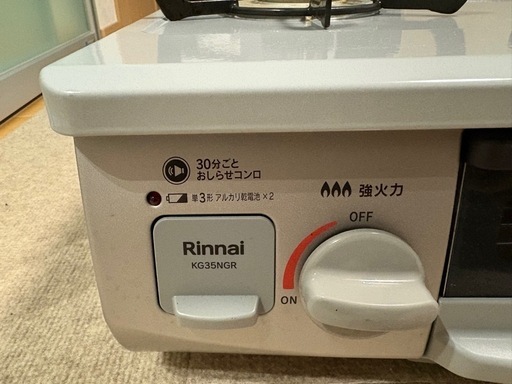 30分ごと
おしらせコンロ
単3形 アルカリ乾電池×2
強火力
OFF
Rinnai
KG35NGR
ON